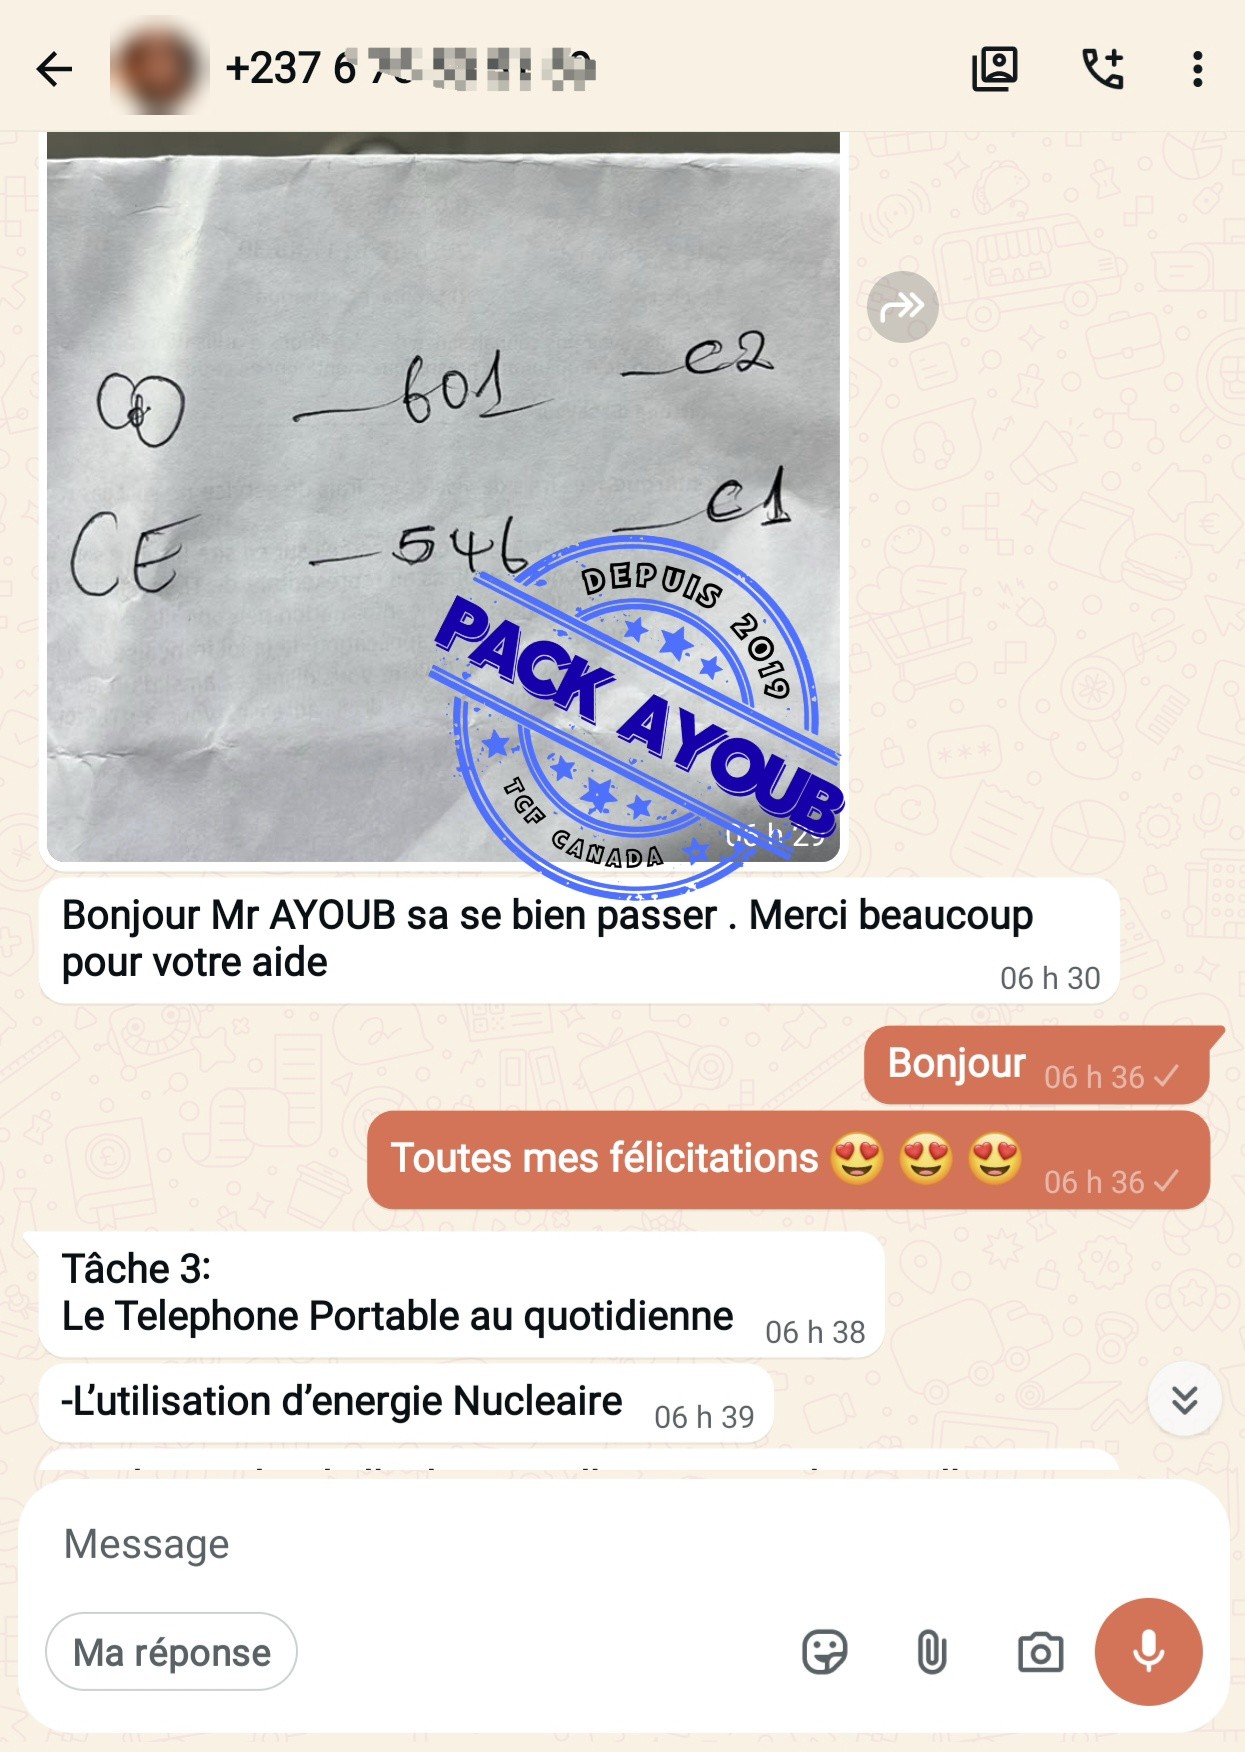 +237 6
CO — 601 — C2
CE — 546 — C1
DEPUIS 2019
PACK AYOUB
TCF CANADA
06 h 29
Bonjour Mr AYOUB sa se bien passer . Merci beaucoup
pour votre aide
06 h 30
Bonjour 06 h 36
Toutes mes félicitations 😍 😍 😍 06 h 36
Tâche 3:
Le Telephone Portable au quotidienne 06 h 38
-L’utilisation d’energie Nucleaire 06 h 39
Message
Ma réponse